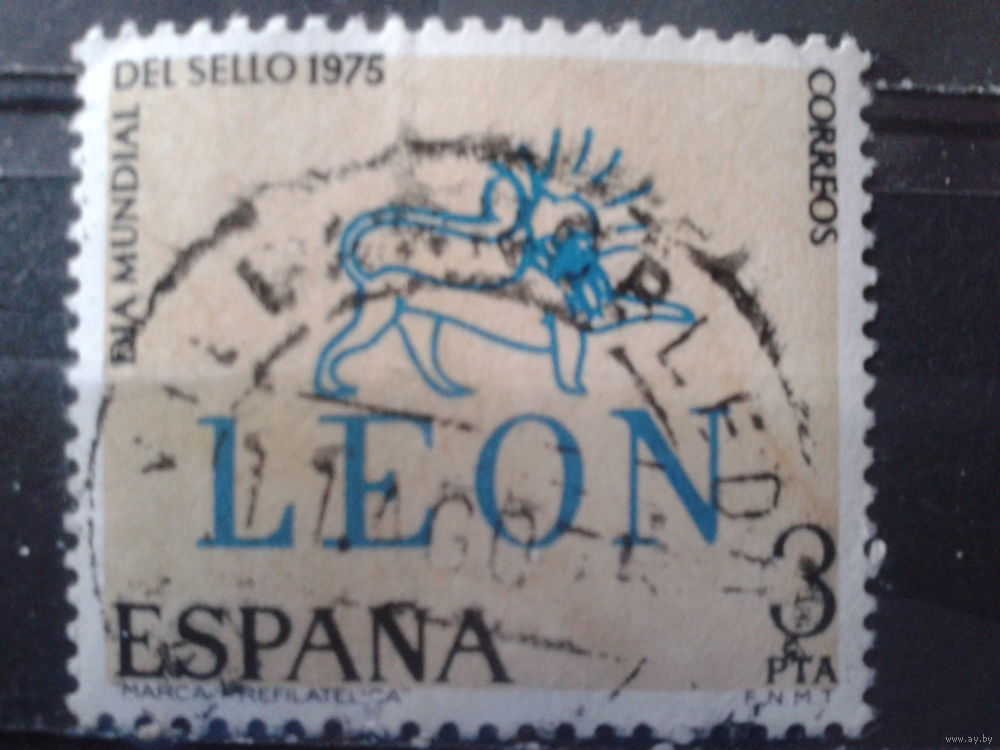 DEL SELLO 1975
DIA MUNDIAL
CORREOS
LEON
3
PTA
ESPAÑA
"MARCA PREFILATELICA"
F.N.M.T
www.ay.by